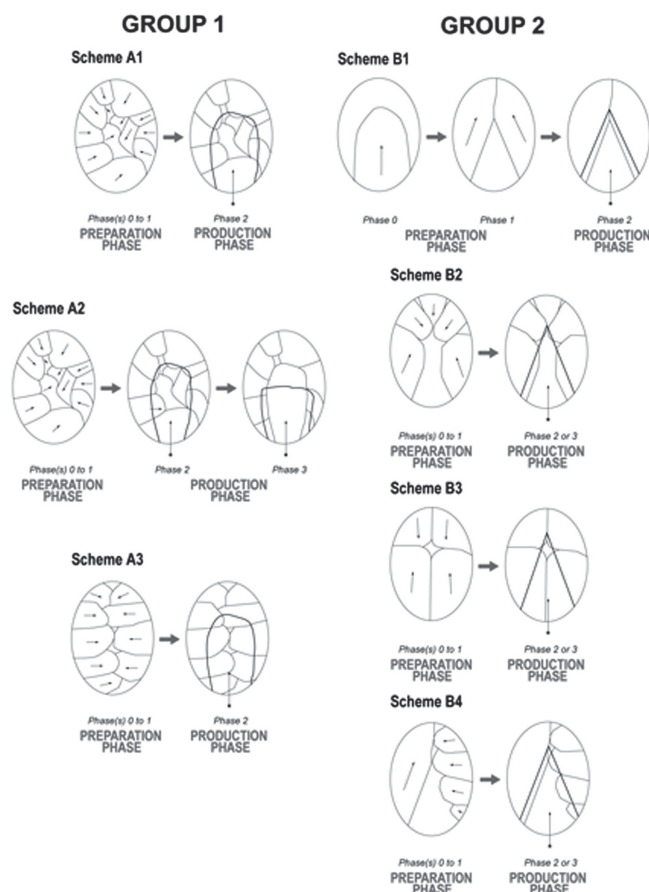 GROUP 1
Scheme A1
Phase(s) 0 to 1
PREPARATION
PHASE
Phase 2
PRODUCTION
PHASE
Scheme A2
Phase(s) 0 to 1
PREPARATION
PHASE
Phase 2
Phase 3
PRODUCTION
PHASE
Scheme A3
Phase(s) 0 to 1
PREPARATION
PHASE
Phase 2
PRODUCTION
PHASE
GROUP 2
Scheme B1
Phase 0
Phase 1
PREPARATION
PHASE
Phase 2
PRODUCTION
PHASE
Scheme B2
Phase(s) 0 to 1
PREPARATION
PHASE
Phase 2 or 3
PRODUCTION
PHASE
Scheme B3
Phase(s) 0 to 1
PREPARATION
PHASE
Phase 2 or 3
PRODUCTION
PHASE
Scheme B4
Phase(s) 0 to 1
PREPARATION
PHASE
Phase 2 or 3
PRODUCTION
PHASE